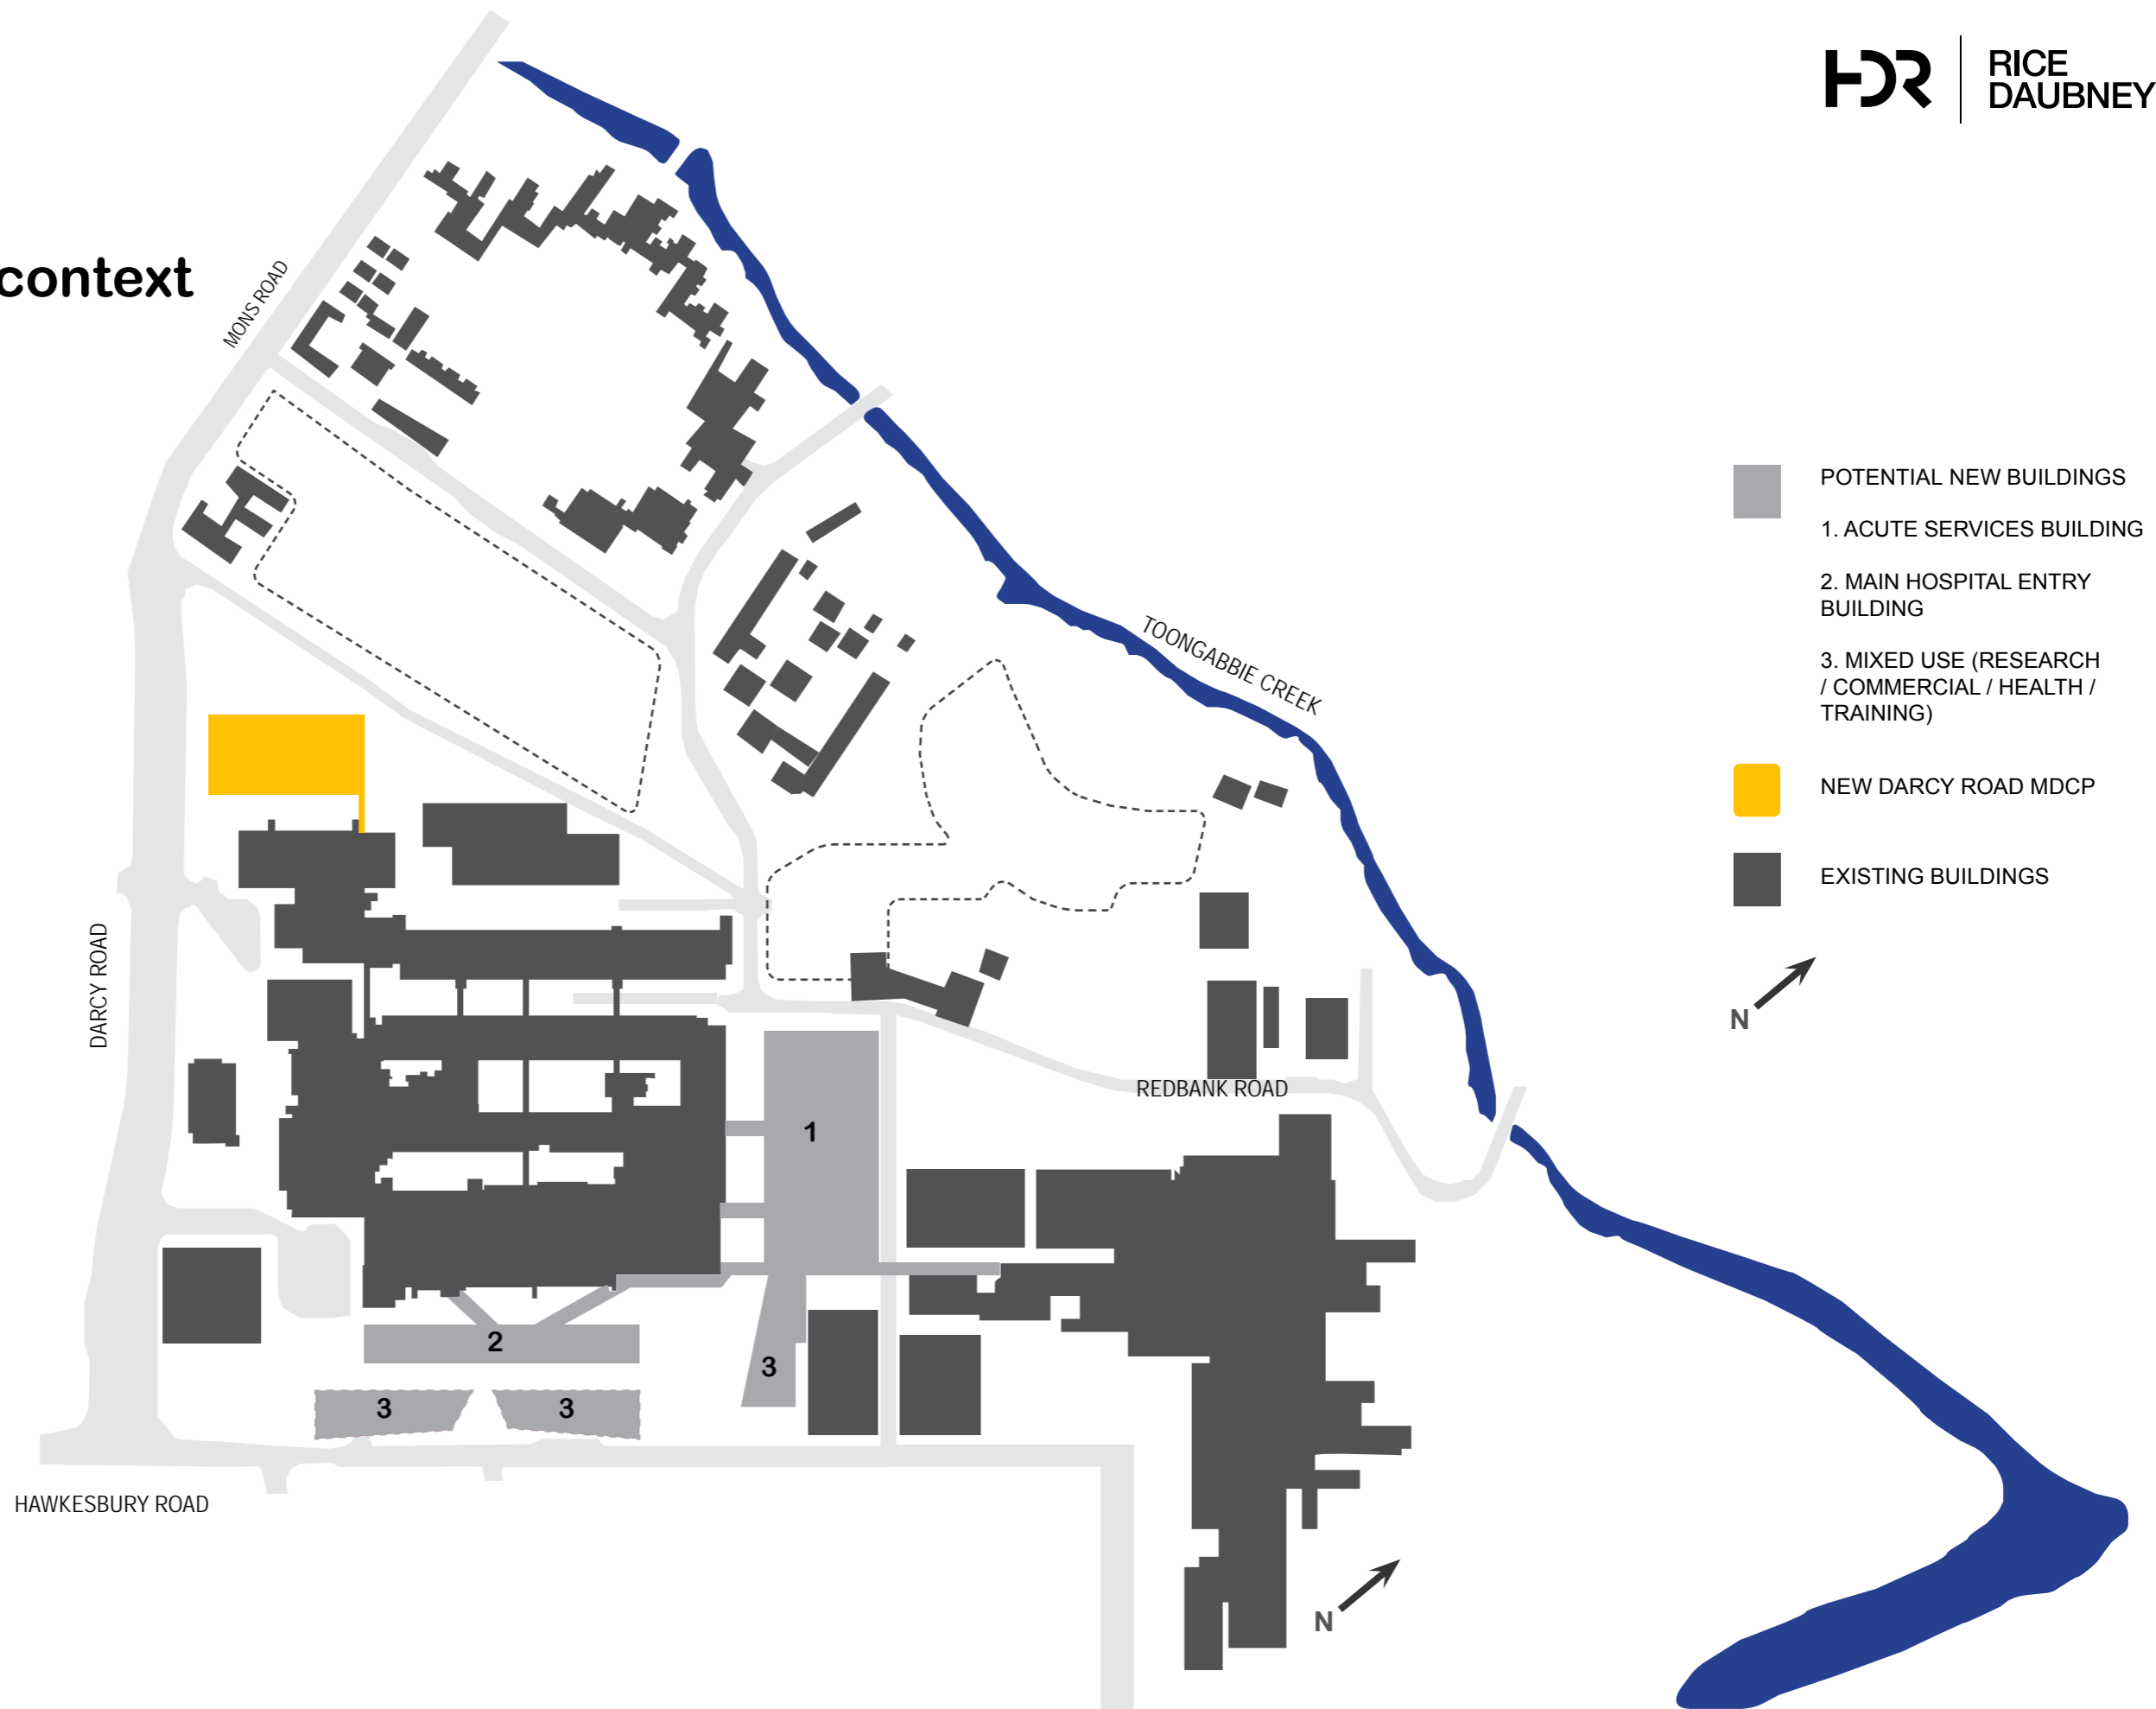 HDR
RICE
DAUBNEY
context
MONS ROAD
TOONGABBIE CREEK
POTENTIAL NEW BUILDINGS
1. ACUTE SERVICES BUILDING
2. MAIN HOSPITAL ENTRY
BUILDING
3. MIXED USE (RESEARCH
/ COMMERCIAL / HEALTH /
TRAINING)
NEW DARCY ROAD MDCP
EXISTING BUILDINGS
N
DARCY ROAD
REDBANK ROAD
1
2
3
3
3
HAWKESBURY ROAD
N